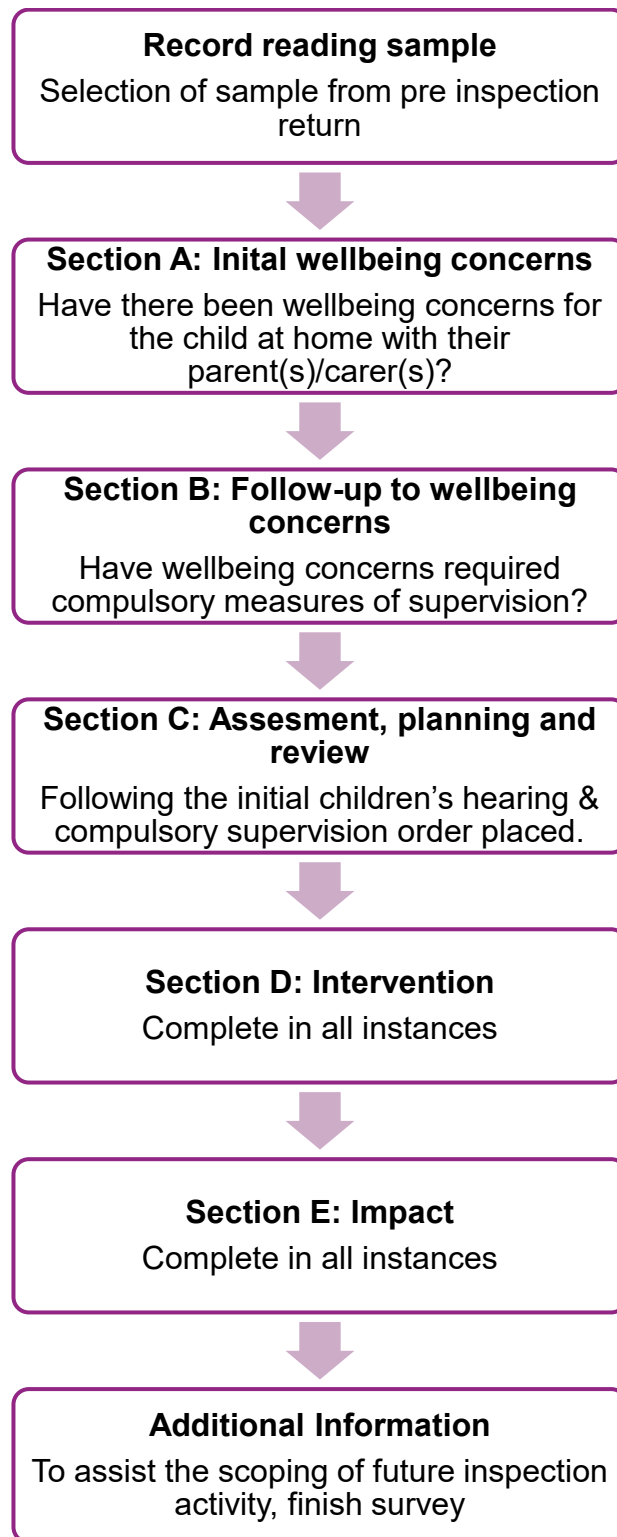 Record reading sample
Selection of sample from pre inspection
return
Section A: Inital wellbeing concerns
Have there been wellbeing concerns for
the child at home with their
parent(s)/carer(s)?
Section B: Follow-up to wellbeing
concerns
Have wellbeing concerns required
compulsory measures of supervision?
Section C: Assesment, planning and
review
Following the initial children’s hearing &
compulsory supervision order placed.
Section D: Intervention
Complete in all instances
Section E: Impact
Complete in all instances
Additional Information
To assist the scoping of future inspection
activity, finish survey